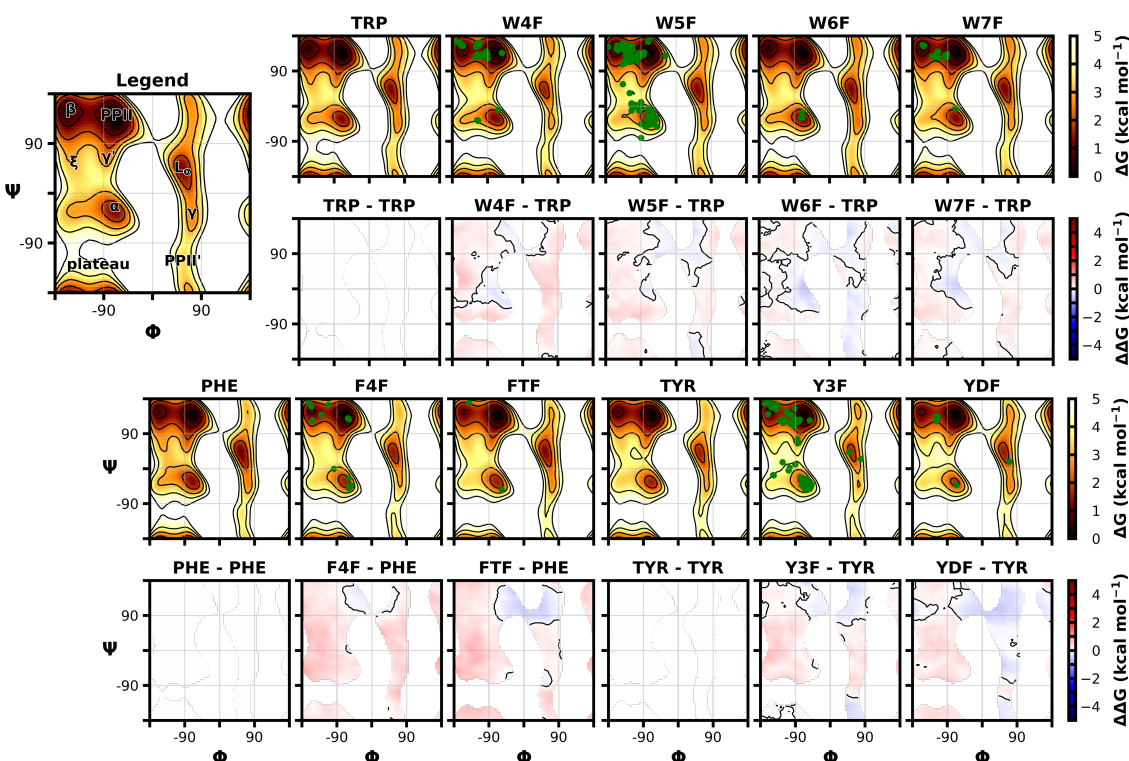 TRP W4F W5F W6F W7F
5
4
3
2
1
0
ΔG (kcal mol⁻¹)
90
-90
Legend
β PPII
ξ γ'
Lα
α γ
plateau PPII'
90
-90
Ψ
-90 90
Φ
TRP - TRP W4F - TRP W5F - TRP W6F - TRP W7F - TRP
90
-90
4
2
0
−2
−4
ΔΔG (kcal mol⁻¹)
PHE F4F FTF TYR Y3F YDF
90
-90
Ψ
5
4
3
2
1
0
ΔG (kcal mol⁻¹)
PHE - PHE F4F - PHE FTF - PHE TYR - TYR Y3F - TYR YDF - TYR
90
-90
Ψ
4
2
0
−2
−4
ΔΔG (kcal mol⁻¹)
-90 90 -90 90 -90 90 -90 90 -90 90 -90 90
Φ Φ Φ Φ Φ Φ